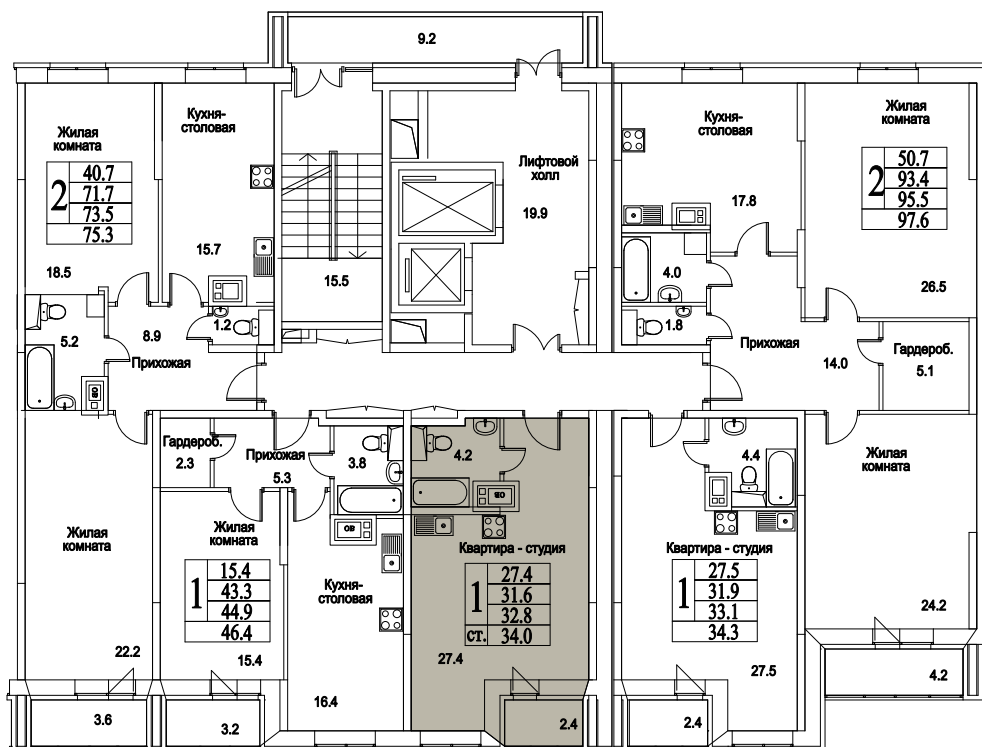 9.2
Жилая
комната
2
40.7
71.7
73.5
75.3
18.5
Кухня-
столовая
15.7
15.5
Лифтовой
холл
19.9
Кухня-
столовая
17.8
Жилая
комната
2
50.7
93.4
95.5
97.6
26.5
5.2
8.9
Прихожая
1.2
4.0
1.8
Прихожая
14.0
Гардероб.
5.1
ОВ
Гардероб.
2.3
Прихожая
5.3
3.8
4.2
4.4
Жилая
комната
22.2
Жилая
комната
1
15.4
43.3
44.9
46.4
15.4
ОВ
Кухня-
столовая
16.4
ОВ
Квартира - студия
1
ст.
27.4
31.6
32.8
34.0
27.4
Квартира - студия
1
27.5
31.9
33.1
34.3
27.5
Жилая
комната
24.2
3.6
3.2
2.4
2.4
4.2